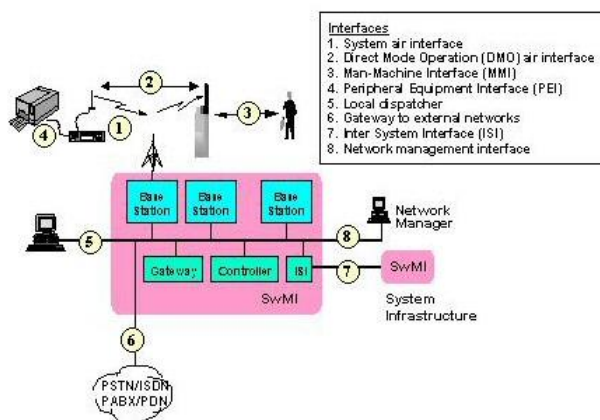 Interfaces
1. System air interface
2. Direct Mode Operation (DMO) air interface
3. Man-Machine Interface (MMI)
4. Peripheral Equipment Interface (PEI)
5. Local dispatcher
6. Gateway to external networks
7. Inter System Interface (ISI)
8. Network management interface
2
4
1
3
Base
Station
Base
Station
Base
Station
Network
Manager
5
8
Gateway
Controller
ISI
7
SwMI
SwMI
System
Infrastructure
6
PSTN/ISDN
PABX/PDN